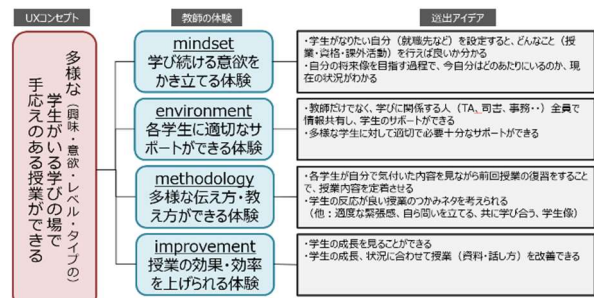 UXコンセプト
教師の体験
選出アイデア
多様な（興味・意欲・レベル・タイプの）
学生がいる学びの場で
手応えのある授業ができる
mindset
学び続ける意欲を
かき立てる体験
・学生がなりたい自分（就職先など）を設定すると、どんなこと（授
業・資格・課外活動）を行えば良いか分かる
・自分の将来像を目指す過程で、今自分はどのあたりにいるのか、現
在の状況がわかる
environment
各学生に適切なサ
ポートができる体験
・教師だけでなく、学びに関係する人（TA、司書、事務・・）全員で
情報共有し、学生のサポートができる
・多様な学生に対して適切で必要十分なサポートができる
methodology
多様な伝え方・教
え方ができる体験
・各学生が自分で気付いた内容を見ながら前回授業の復習をすること
で、授業内容を定着させる
・学生の反応が良い授業のつかみネタを考えられる
（他：適度な緊張感、自ら問いを立てる、共に学び合う、学生像）
improvement
授業の効果・効率
を上げられる体験
・学生の成長を見ることができる
・学生の成長、状況に合わせて授業（資料・話し方）を改善できる